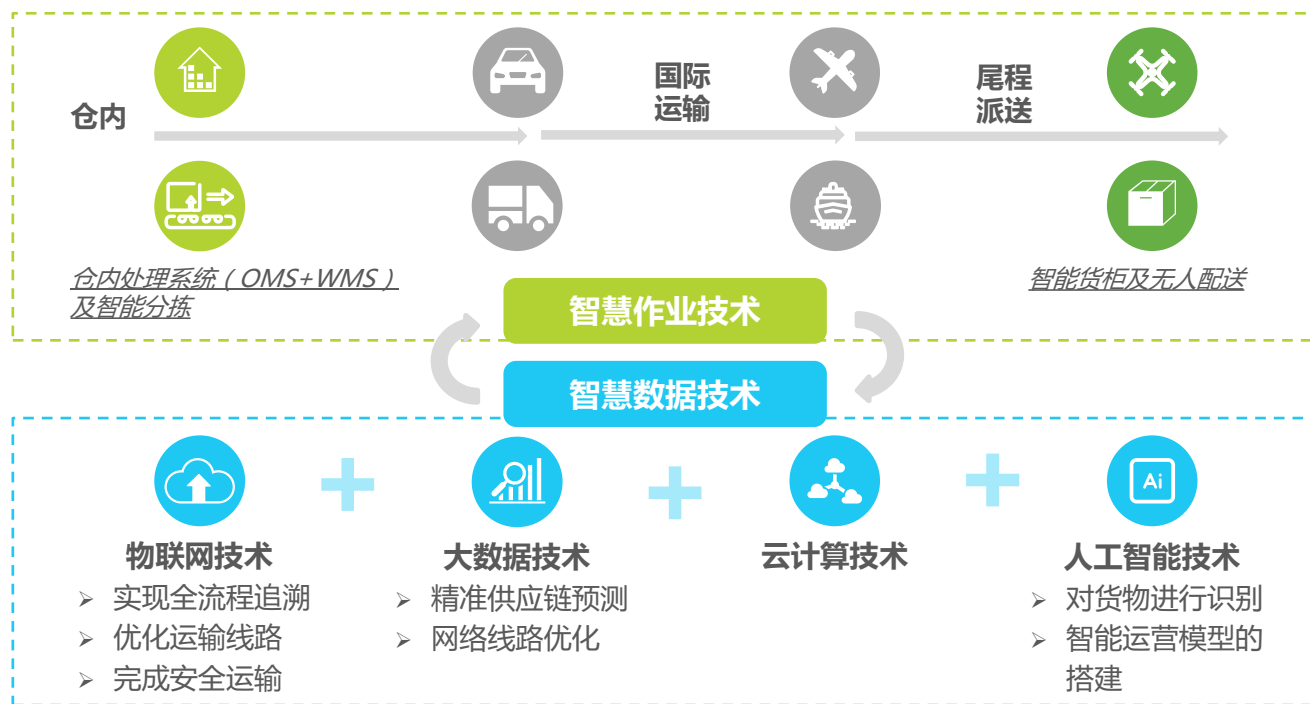 仓内
国际
运输
尾程
派送
仓内处理系统（OMS+WMS）
及智能分拣
智能货柜及无人配送
智慧作业技术
智慧数据技术
Ai
物联网技术
实现全流程追溯
优化运输线路
完成安全运输
大数据技术
精准供应链预测
网络线路优化
云计算技术
人工智能技术
对货物进行识别
智能运营模型的
搭建